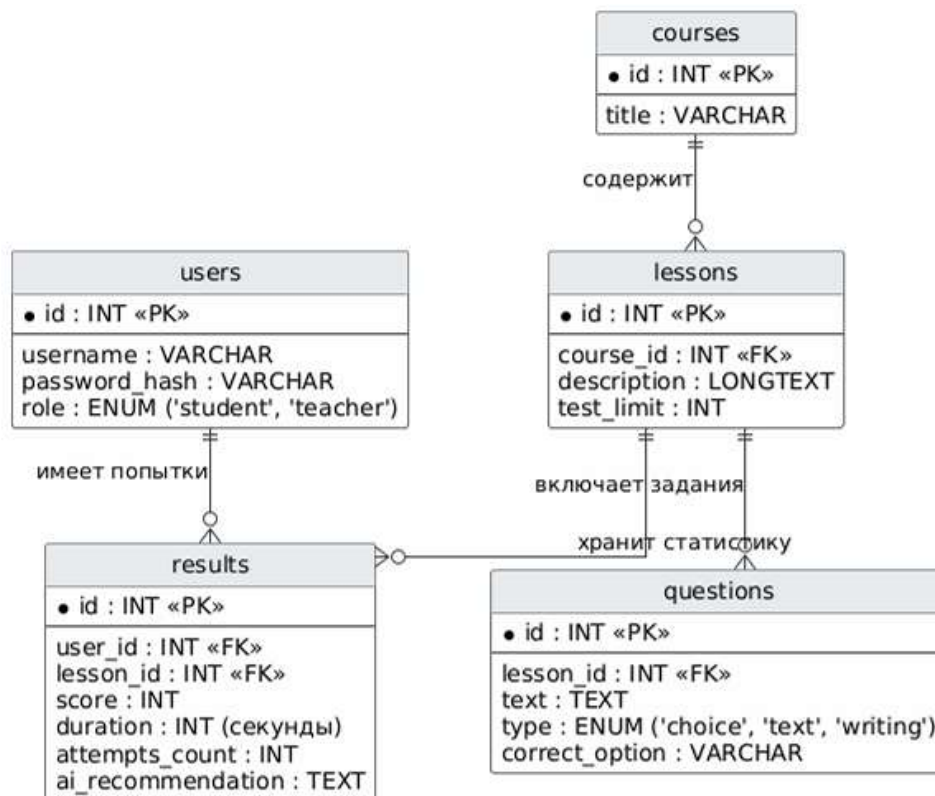 courses
id : INT «PK»
title : VARCHAR
содержит
users
id : INT «PK»
username : VARCHAR
password_hash : VARCHAR
role : ENUM ('student', 'teacher')
lessons
id : INT «PK»
course_id : INT «FK»
description : LONGTEXT
test_limit : INT
имеет попытки
включает задания
хранит статистику
results
id : INT «PK»
user_id : INT «FK»
lesson_id : INT «FK»
score : INT
duration : INT (секунды)
attempts_count : INT
ai_recommendation : TEXT
questions
id : INT «PK»
lesson_id : INT «FK»
text : TEXT
type : ENUM ('choice', 'text', 'writing')
correct_option : VARCHAR